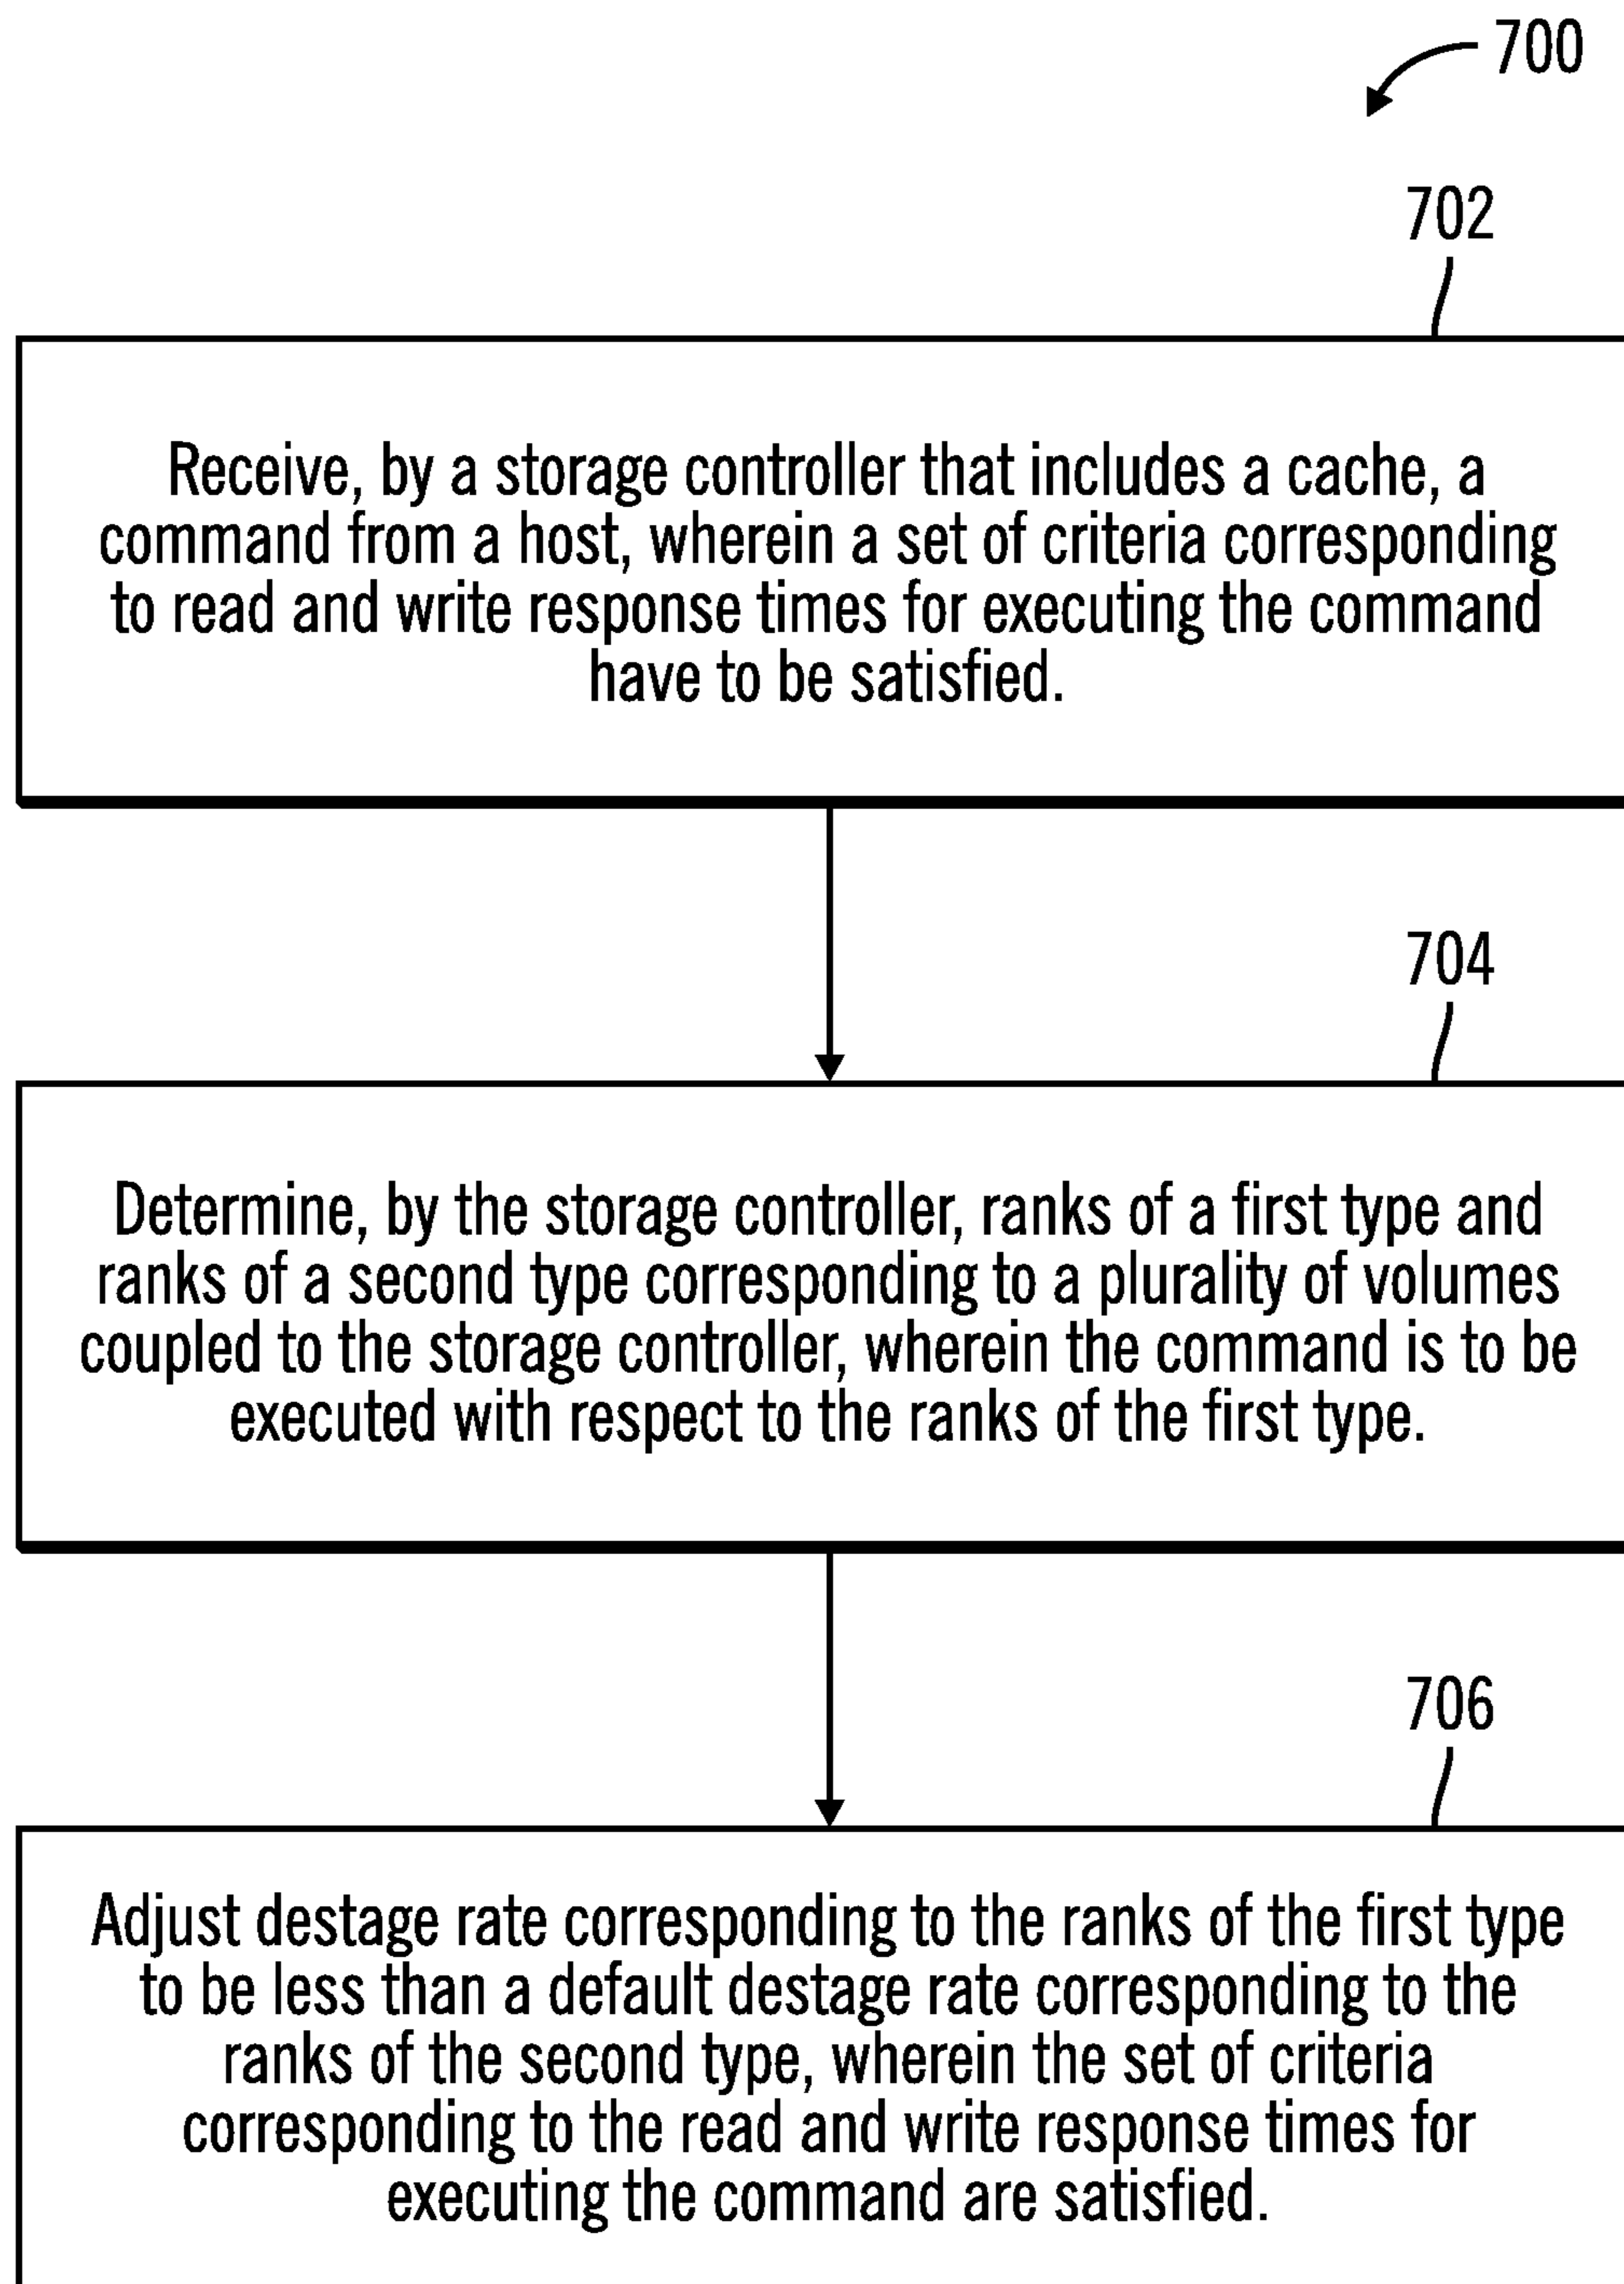 700
702
Receive, by a storage controller that includes a cache, a
command from a host, wherein a set of criteria corresponding
to read and write response times for executing the command
have to be satisfied.
704
Determine, by the storage controller, ranks of a first type and
ranks of a second type corresponding to a plurality of volumes
coupled to the storage controller, wherein the command is to be
executed with respect to the ranks of the first type.
706
Adjust destage rate corresponding to the ranks of the first type
to be less than a default destage rate corresponding to the
ranks of the second type, wherein the set of criteria
corresponding to the read and write response times for
executing the command are satisfied.